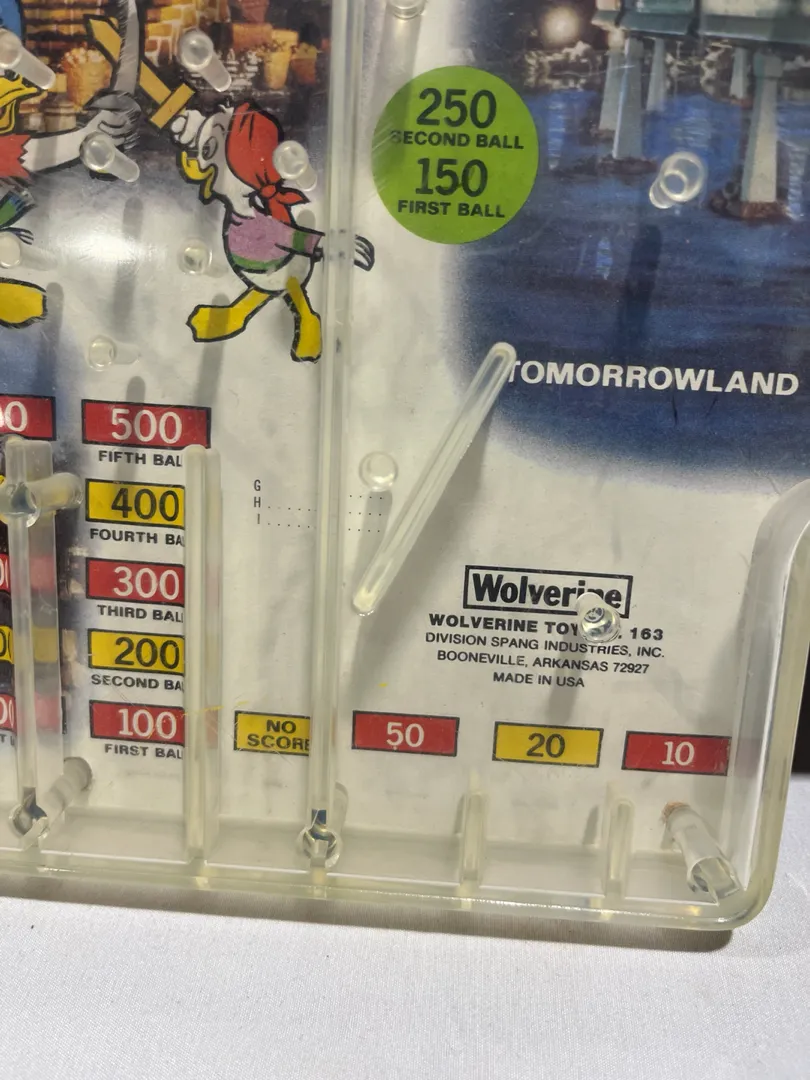 250
SECOND BALL
150
FIRST BALL
TOMORROWLAND
500
FIFTH BAL
400
FOURTH BA
300
THIRD BAL
200
SECOND BA
100
FIRST BAL
G
H
I
Wolverine
WOLVERINE TOY 163
DIVISION SPANG INDUSTRIES, INC.
BOONEVILLE, ARKANSAS 72927
MADE IN USA
NO
SCORE
50
20
10